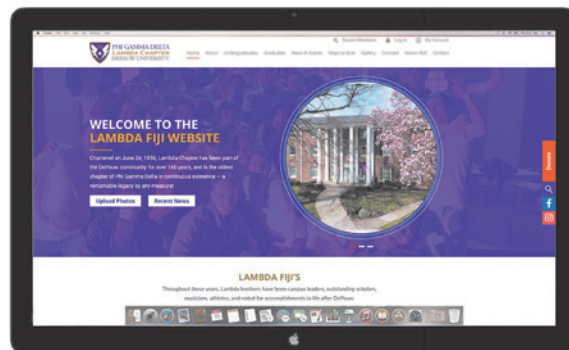 Search Members Log In My Account
PHI GAMMA DELTA
LAMBDA CHAPTER
DEPAUW UNIVERSITY
Home About Undergraduates Graduates News & Events Ways to Give Gallery Connect Honor Roll Contact
WELCOME TO THE
LAMBDA FIJI WEBSITE
Chartered on June 24, 1856, Lambda Chapter has been part of
the DePauw community for over 160 years, and is the oldest
chapter of Phi Gamma Delta in continuous existence — a
remarkable legacy by any measure!
Upload Photos Recent News
Donate
LAMBDA FIJI'S
Throughout these years, Lambda Brothers have been campus leaders, outstanding scholars,
musicians, athletes, and noted for accomplishments in life after DePauw.